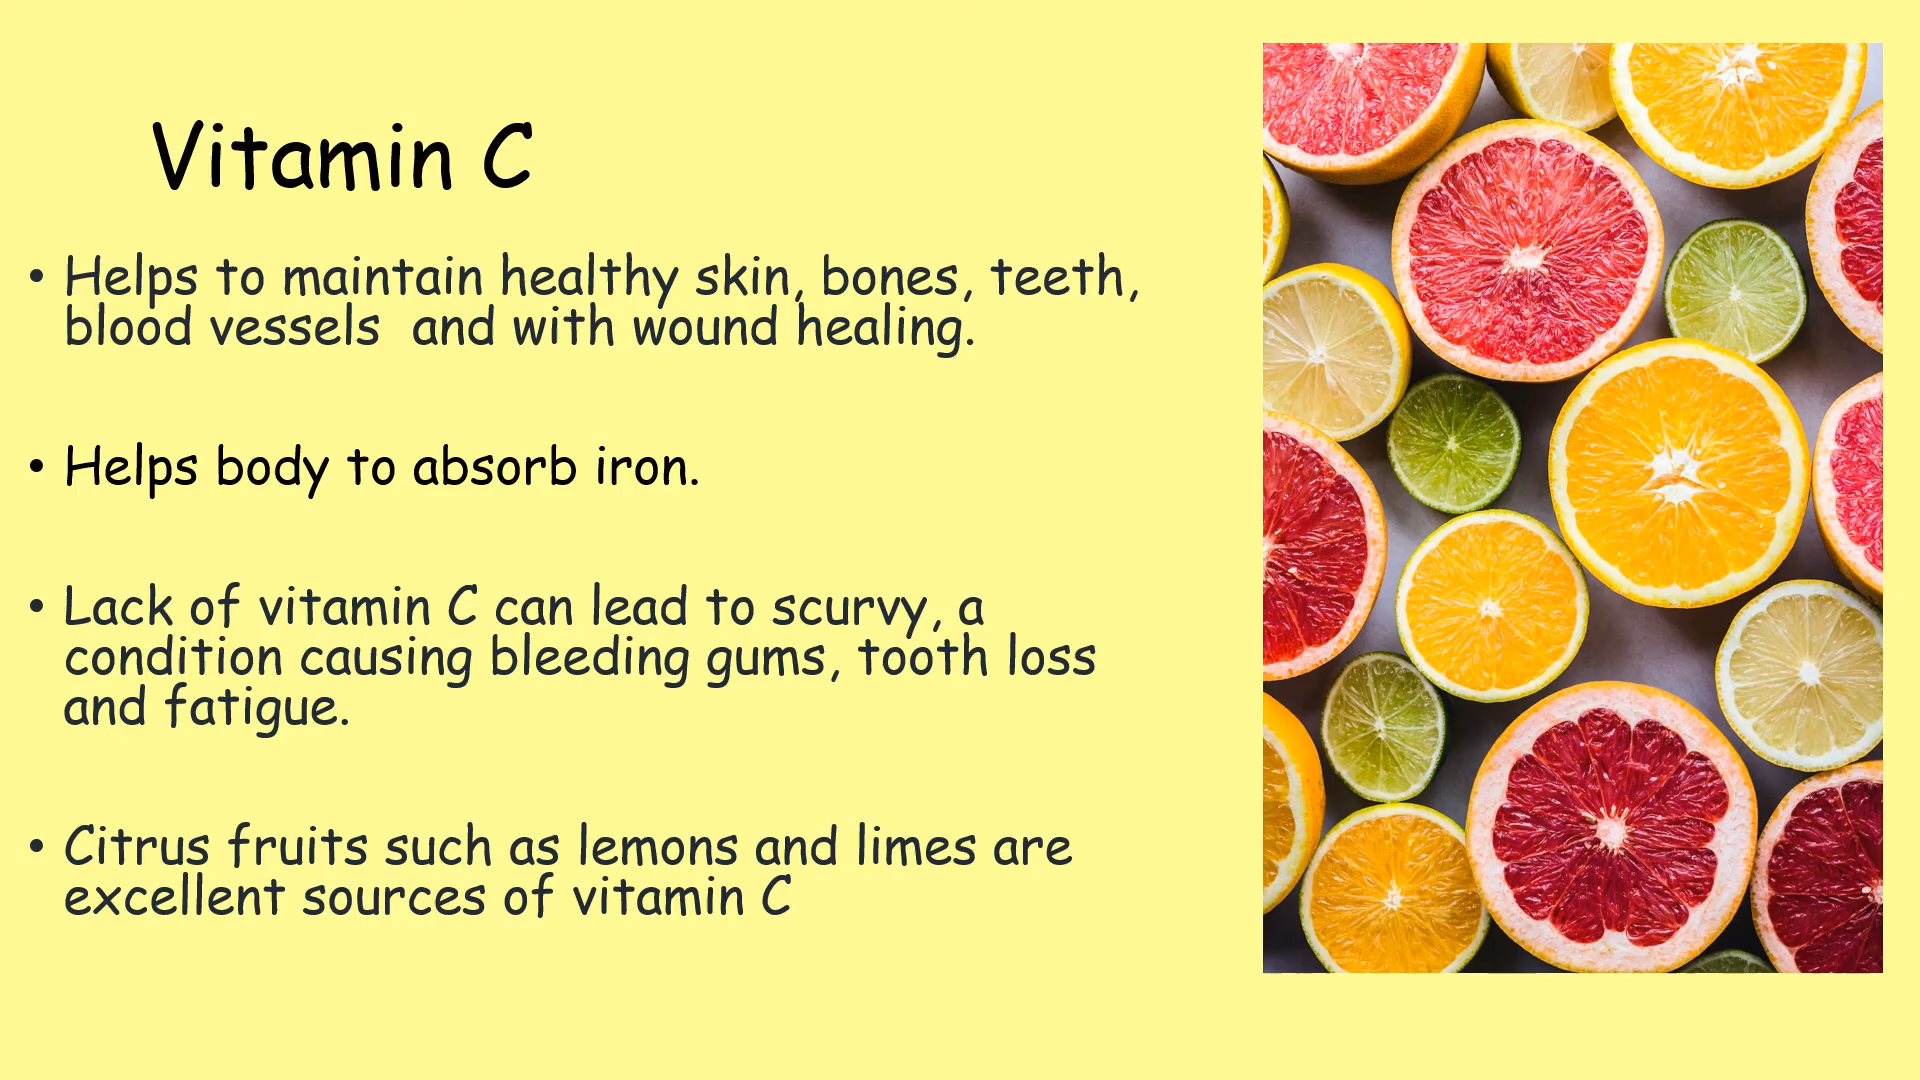 Vitamin C
• Helps to maintain healthy skin, bones, teeth,
blood vessels  and with wound healing.
• Helps body to absorb iron.
• Lack of vitamin C can lead to scurvy, a
condition causing bleeding gums, tooth loss
and fatigue.
• Citrus fruits such as lemons and limes are
excellent sources of vitamin C